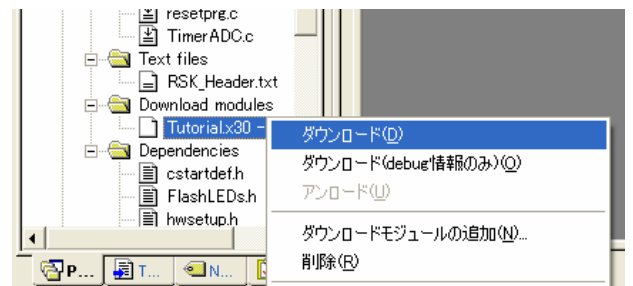 resetprg.c
TimerADC.c
Text files
RSK_Header.txt
Download modules
Tutorial.x30 -
Dependencies
cstartdef.h
FlashLEDs.h
hwsetup.h
ダウンロード(D)
ダウンロード(debug情報のみ)(O)
アンロード(U)
ダウンロードモジュールの追加(N)...
削除(R)
P... T... N...